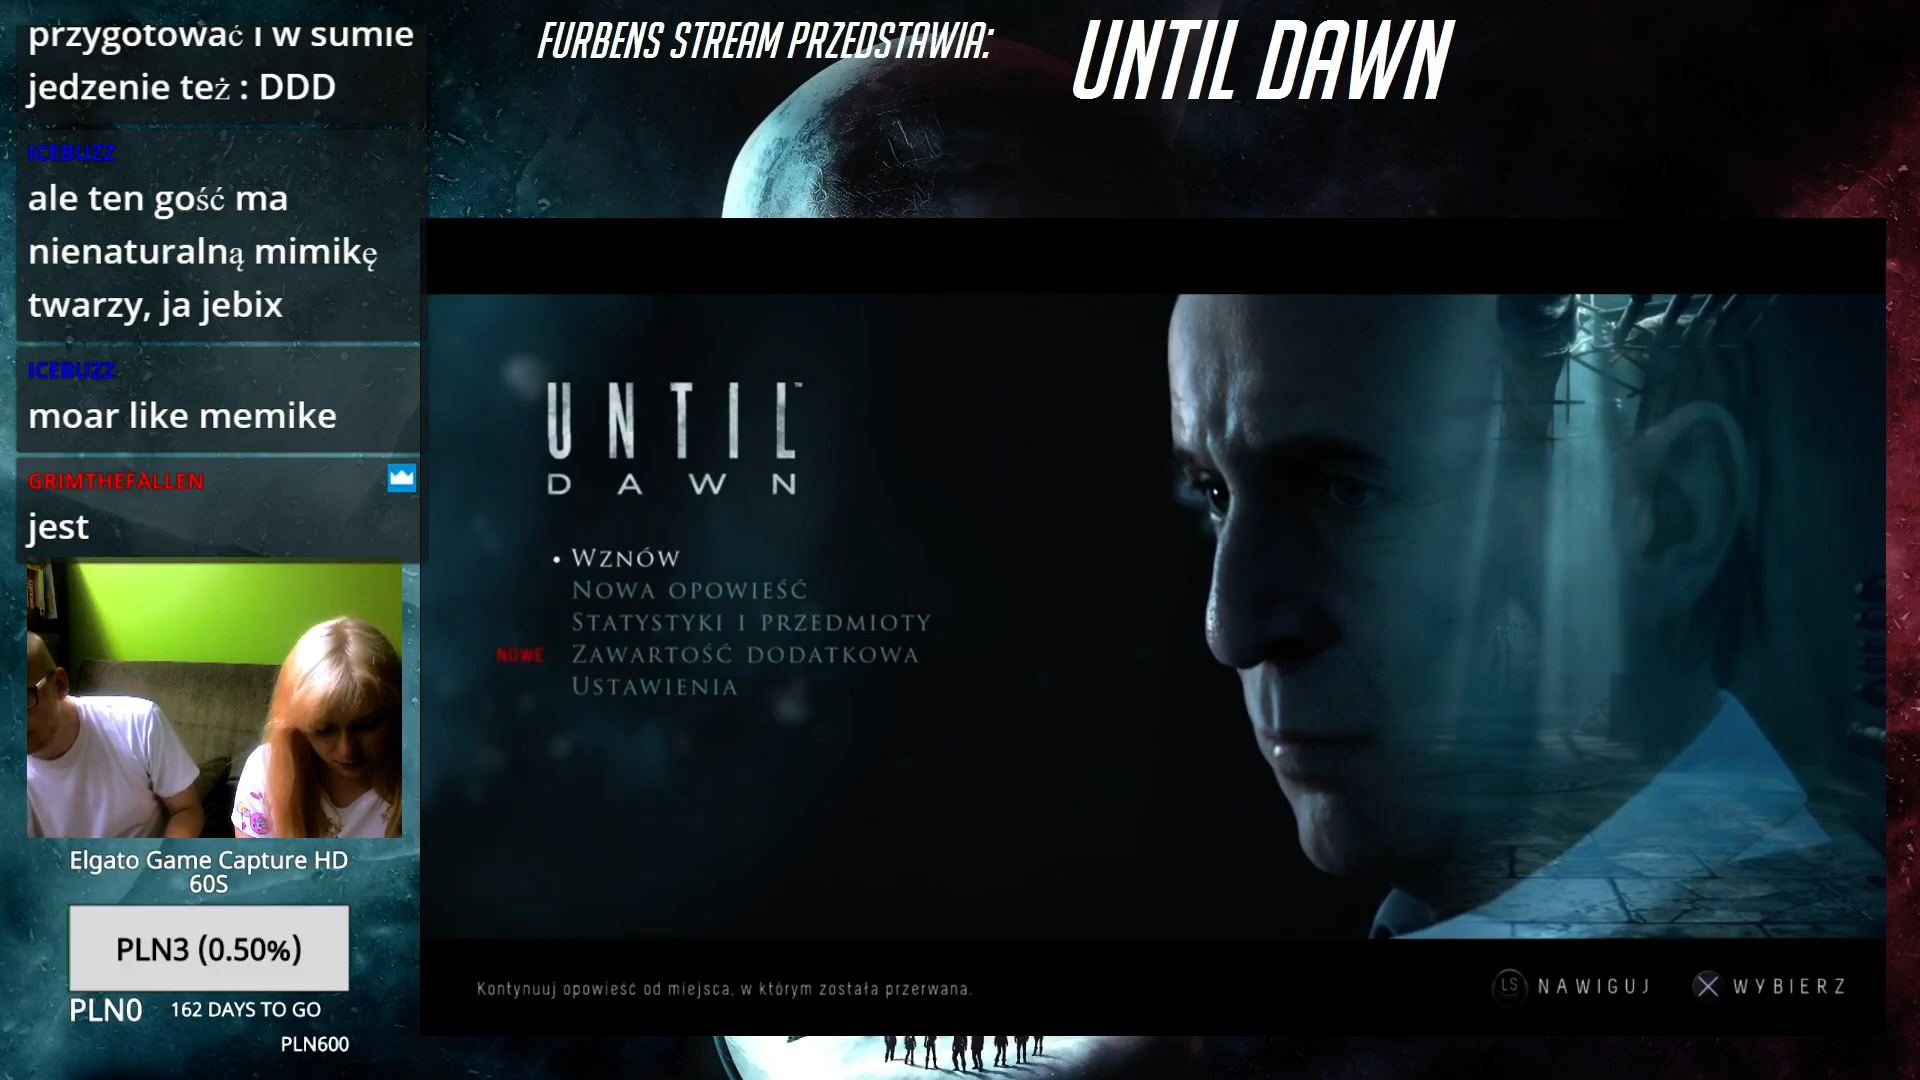 przygotować i w sumie
jedzenie też : DDD
ICEBUZZ
ale ten gość ma
nienaturalną mimikę
twarzy, ja jebix
ICEBUZZ
moar like memike
GRIMTHEFALLEN
jest
Elgato Game Capture HD
60S
PLN3 (0.50%)
PLN0 162 DAYS TO GO
PLN600
FURBENS STREAM PRZEDSTAWIA:
UNTIL DAWN
UNTIL™
DAWN
• WZNÓW
NOWA OPOWIEŚĆ
STATYSTYKI I PRZEDMIOTY
NOWE ZAWARTOŚĆ DODATKOWA
USTAWIENIA
Kontynuuj opowieść od miejsca, w którym została przerwana.
LS NAWIGUJ WYBIERZ